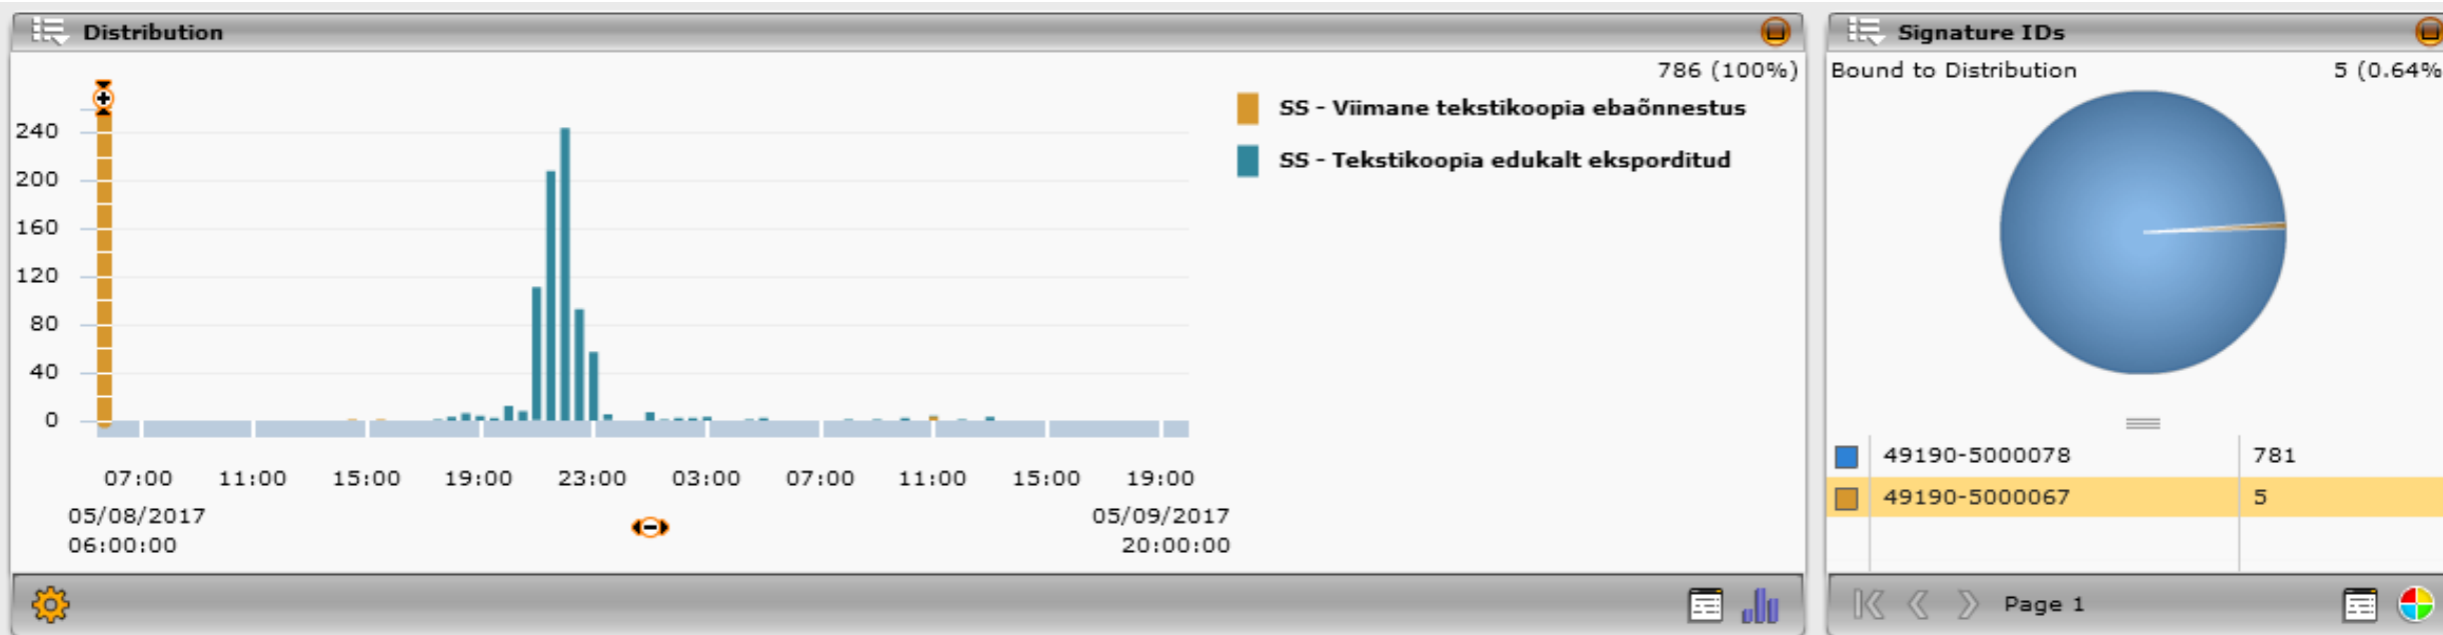 Distribution
786 (100%)
SS - Viimane tekstikoopia ebaõnnestus
SS - Tekstikoopia edukalt eksporditud
240
200
160
120
80
40
0
07:00 11:00 15:00 19:00 23:00 03:00 07:00 11:00 15:00 19:00
05/08/2017 05/09/2017
06:00:00 20:00:00
Signature IDs
Bound to Distribution 5 (0.64%
49190-5000078 781
49190-5000067 5
Page 1